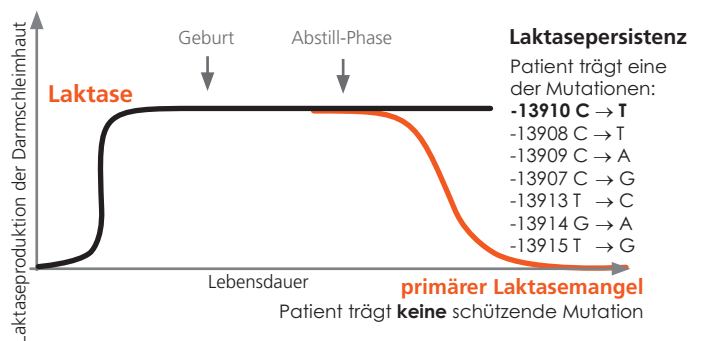 Laktaseproduktion der Darmschleimhaut
Geburt
Abstill-Phase
Laktase
Laktasepersistenz
Patient trägt eine
der Mutationen:
-13910 C → T
-13908 C → T
-13909 C → A
-13907 C → G
-13913 T → C
-13914 G → A
-13915 T → G
Lebensdauer
primärer Laktasemangel
Patient trägt keine schützende Mutation